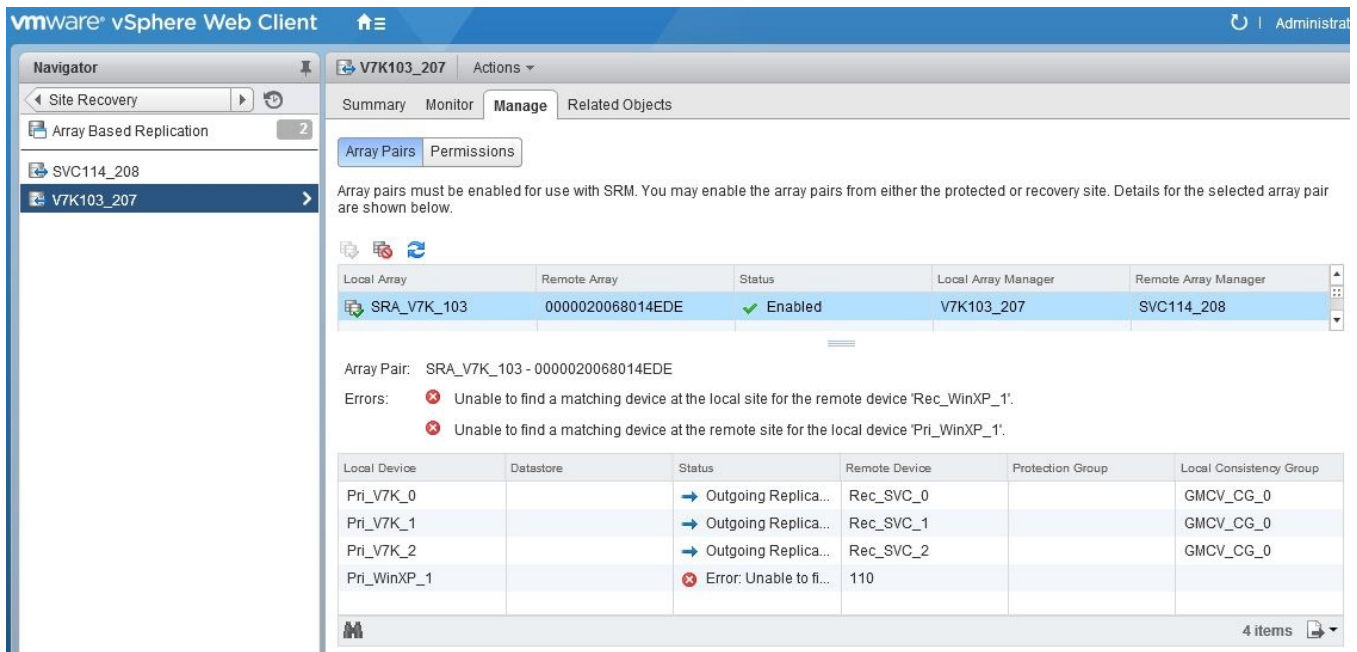 vmware® vSphere Web Client
Administrat
Navigator
V7K103_207 Actions
Site Recovery
Summary Monitor Manage Related Objects
Array Based Replication 2
Array Pairs Permissions
SVC114_208
V7K103_207
Array pairs must be enabled for use with SRM. You may enable the array pairs from either the protected or recovery site. Details for the selected array pair
are shown below.
Local Array Remote Array Status Local Array Manager Remote Array Manager
SRA_V7K_103 0000020068014EDE Enabled V7K103_207 SVC114_208
Array Pair: SRA_V7K_103 - 0000020068014EDE
Errors: Unable to find a matching device at the local site for the remote device 'Rec_WinXP_1'.
Unable to find a matching device at the remote site for the local device 'Pri_WinXP_1'.
Local Device Datastore Status Remote Device Protection Group Local Consistency Group
Pri_V7K_0 Outgoing Replica... Rec_SVC_0 GMCV_CG_0
Pri_V7K_1 Outgoing Replica... Rec_SVC_1 GMCV_CG_0
Pri_V7K_2 Outgoing Replica... Rec_SVC_2 GMCV_CG_0
Pri_WinXP_1 Error: Unable to fi... 110
4 items